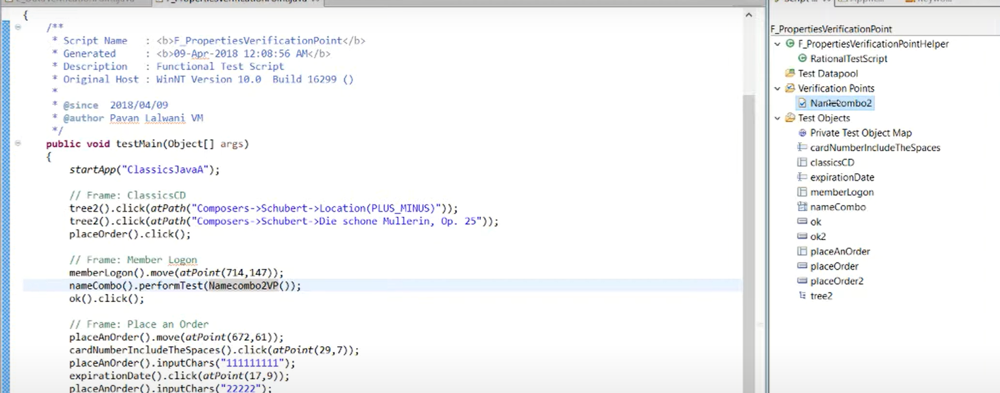 F_PropertiesVerificationPoint.java
{
/**
* Script Name   : <b>F_PropertiesVerificationPoint</b>
* Generated     : <b>09-Apr-2018 12:08:56 AM</b>
* Description   : Functional Test Script
* Original Host : WinNT Version 10.0  Build 16299 ()
*
* @since  2018/04/09
* @author Pavan Lalwani VM
*/
public void testMain(Object[] args)
{
startApp("ClassicsJavaA");
// Frame: ClassicsCD
tree2().click(atPath("Composers->Schubert->Location(PLUS_MINUS)"));
tree2().click(atPath("Composers->Schubert->Die schone Mullerin, Op. 25"));
placeOrder().click();
// Frame: Member Logon
memberLogon().move(atPoint(714,147));
nameCombo().performTest(Namecombo2VP());
ok().click();
// Frame: Place an Order
placeAnOrder().move(atPoint(672,61));
cardNumberIncludeTheSpaces().click(atPoint(29,7));
placeAnOrder().inputChars("111111111");
expirationDate().click(atPoint(17,9));
placeAnOrder().inputChars("22222");
F_PropertiesVerificationPoint
F_PropertiesVerificationPointHelper
RationalTestScript
Test Datapool
Verification Points
Namecombo2
Test Objects
Private Test Object Map
cardNumberIncludeTheSpaces
classicsCD
expirationDate
memberLogon
nameCombo
ok
ok2
placeAnOrder
placeOrder
placeOrder2
tree2